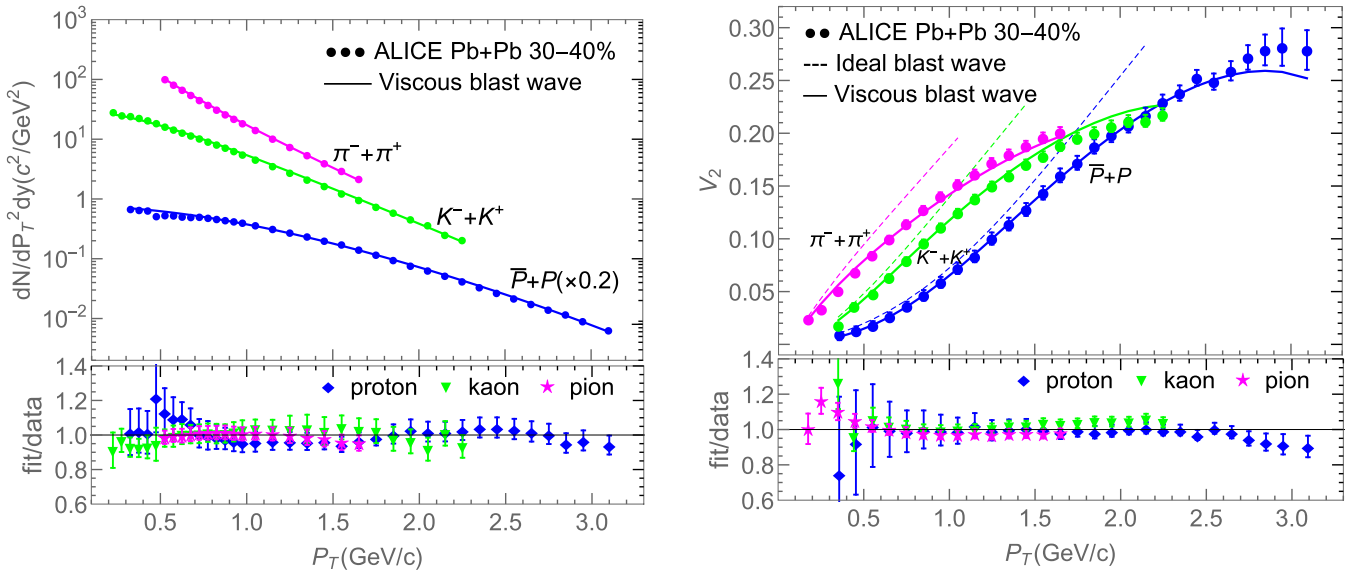 10³
10²
10
1
10⁻¹
10⁻²
dN/dP_T²dy(c²/GeV²)
ALICE Pb+Pb 30–40%
Viscous blast wave
π⁻+π⁺
K⁻+K⁺
P̅+P(×0.2)
1.4
1.2
1.0
0.8
0.6
fit/data
proton kaon pion
0.5 1.0 1.5 2.0 2.5 3.0
P_T(GeV/c)
0.30
0.25
0.20
0.15
0.10
0.05
V₂
ALICE Pb+Pb 30–40%
Ideal blast wave
Viscous blast wave
P̅+P
π⁻+π⁺
K⁻+K⁺
1.4
1.2
1.0
0.8
0.6
fit/data
proton kaon pion
0.5 1.0 1.5 2.0 2.5 3.0
P_T(GeV/c)